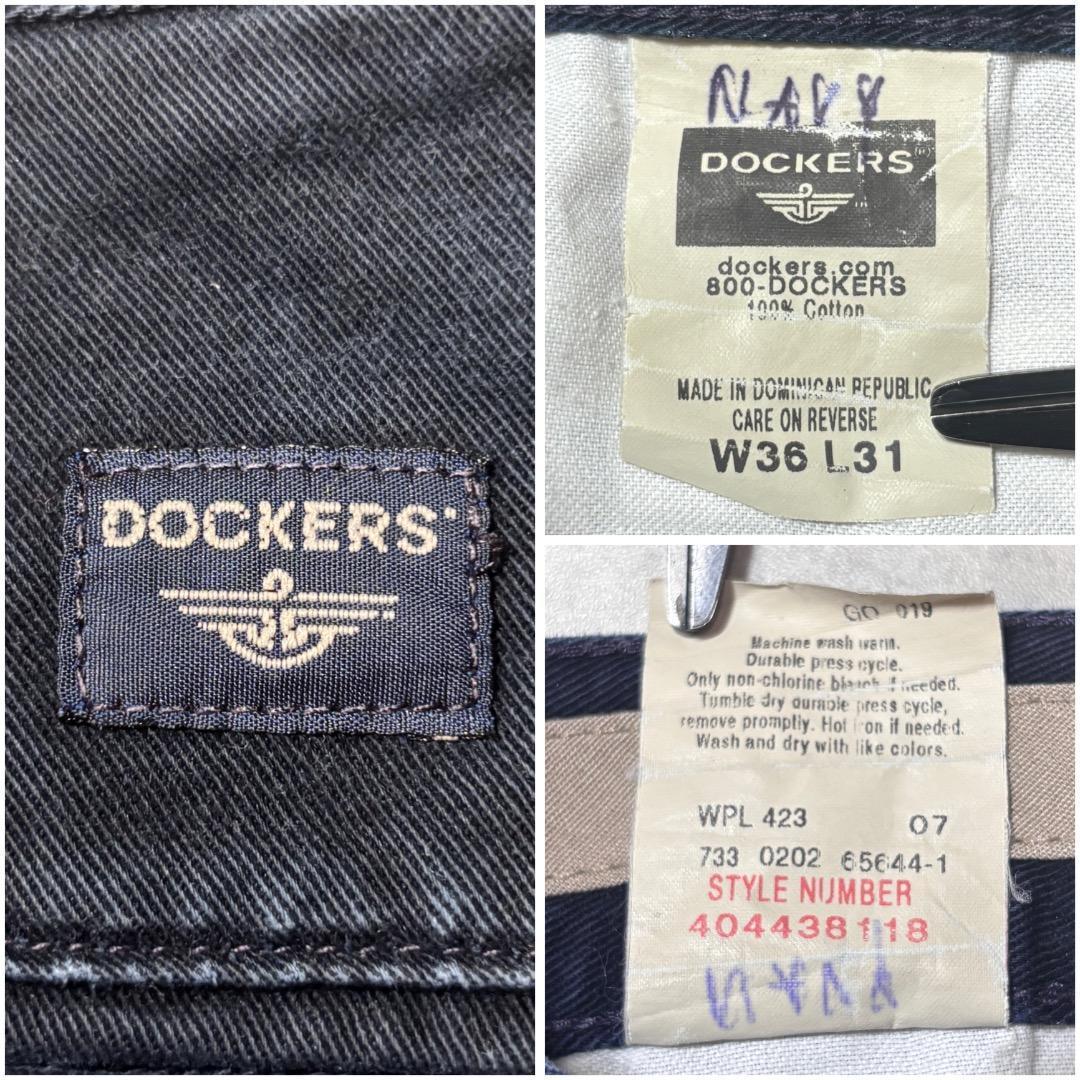 DOCKERS
NAVY
DOCKERS
dockers.com
800-DOCKERS
100% Cotton
MADE IN DOMINICAN REPUBLIC
CARE ON REVERSE
W36 L31
GO 019
Machine wash warm.
Durable press cycle.
Only non-chlorine bleach if needed.
Tumble dry durable press cycle,
remove promptly. Hot iron if needed.
Wash and dry with like colors.
WPL 423 07
733 0202 65644-1
STYLE NUMBER
404438118